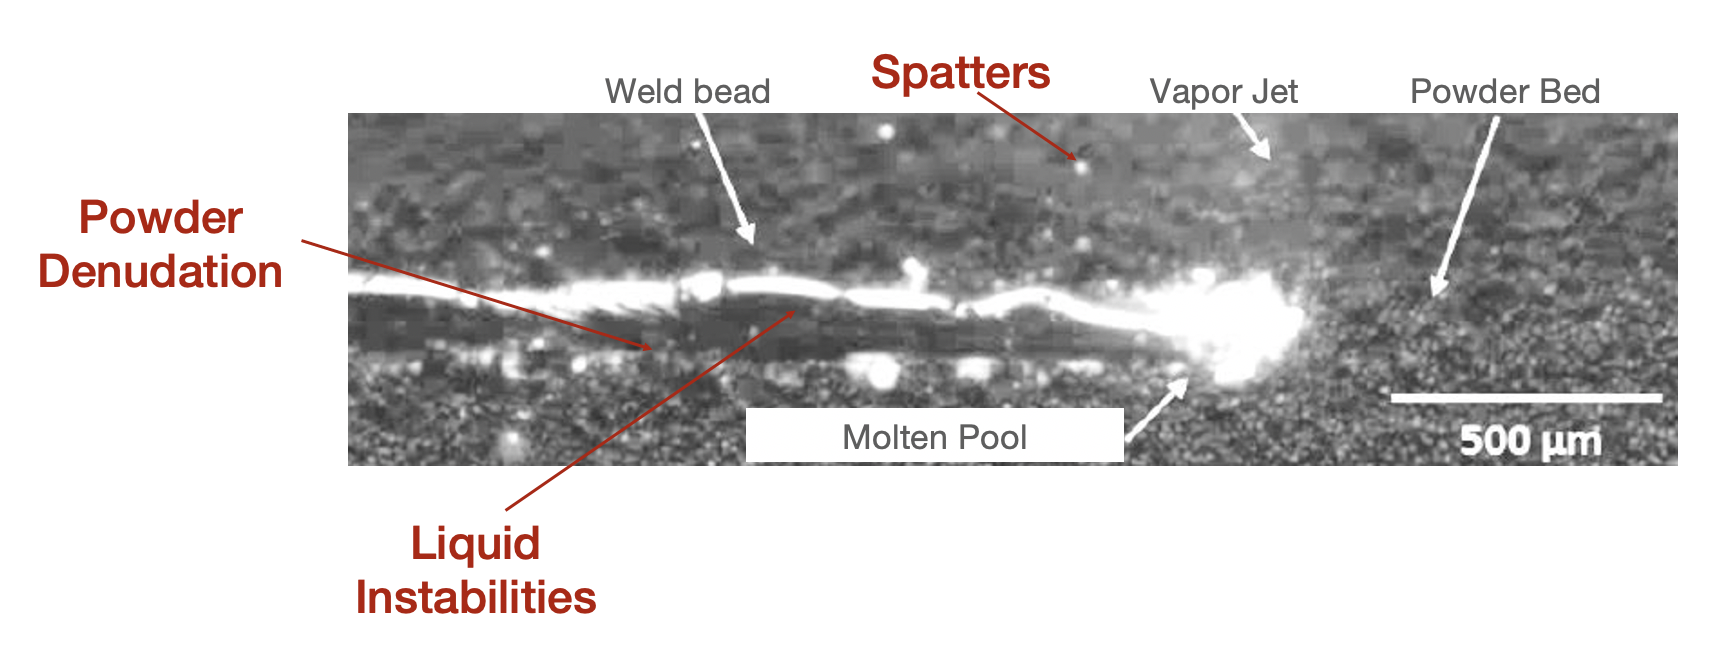 Weld bead
Spatters
Vapor Jet
Powder Bed
Powder
Denudation
Molten Pool
500 µm
Liquid
Instabilities